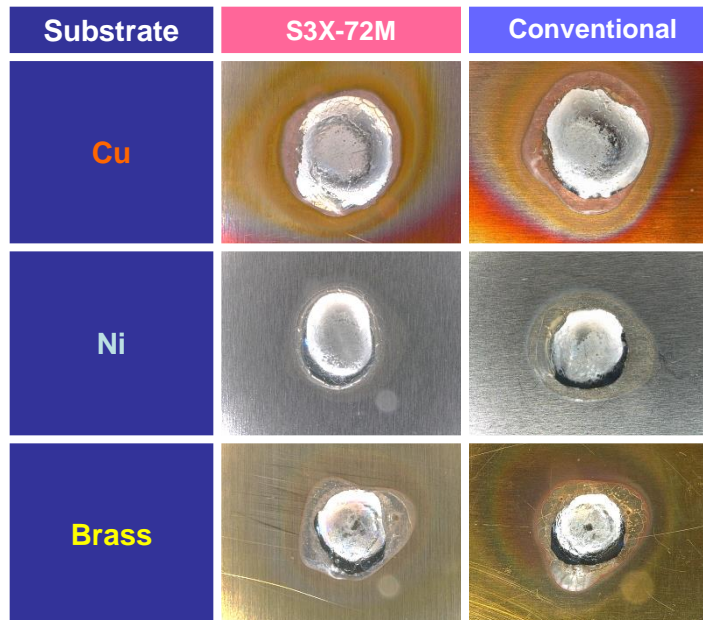 Substrate
S3X-72M
Conventional
Cu
Ni
Brass